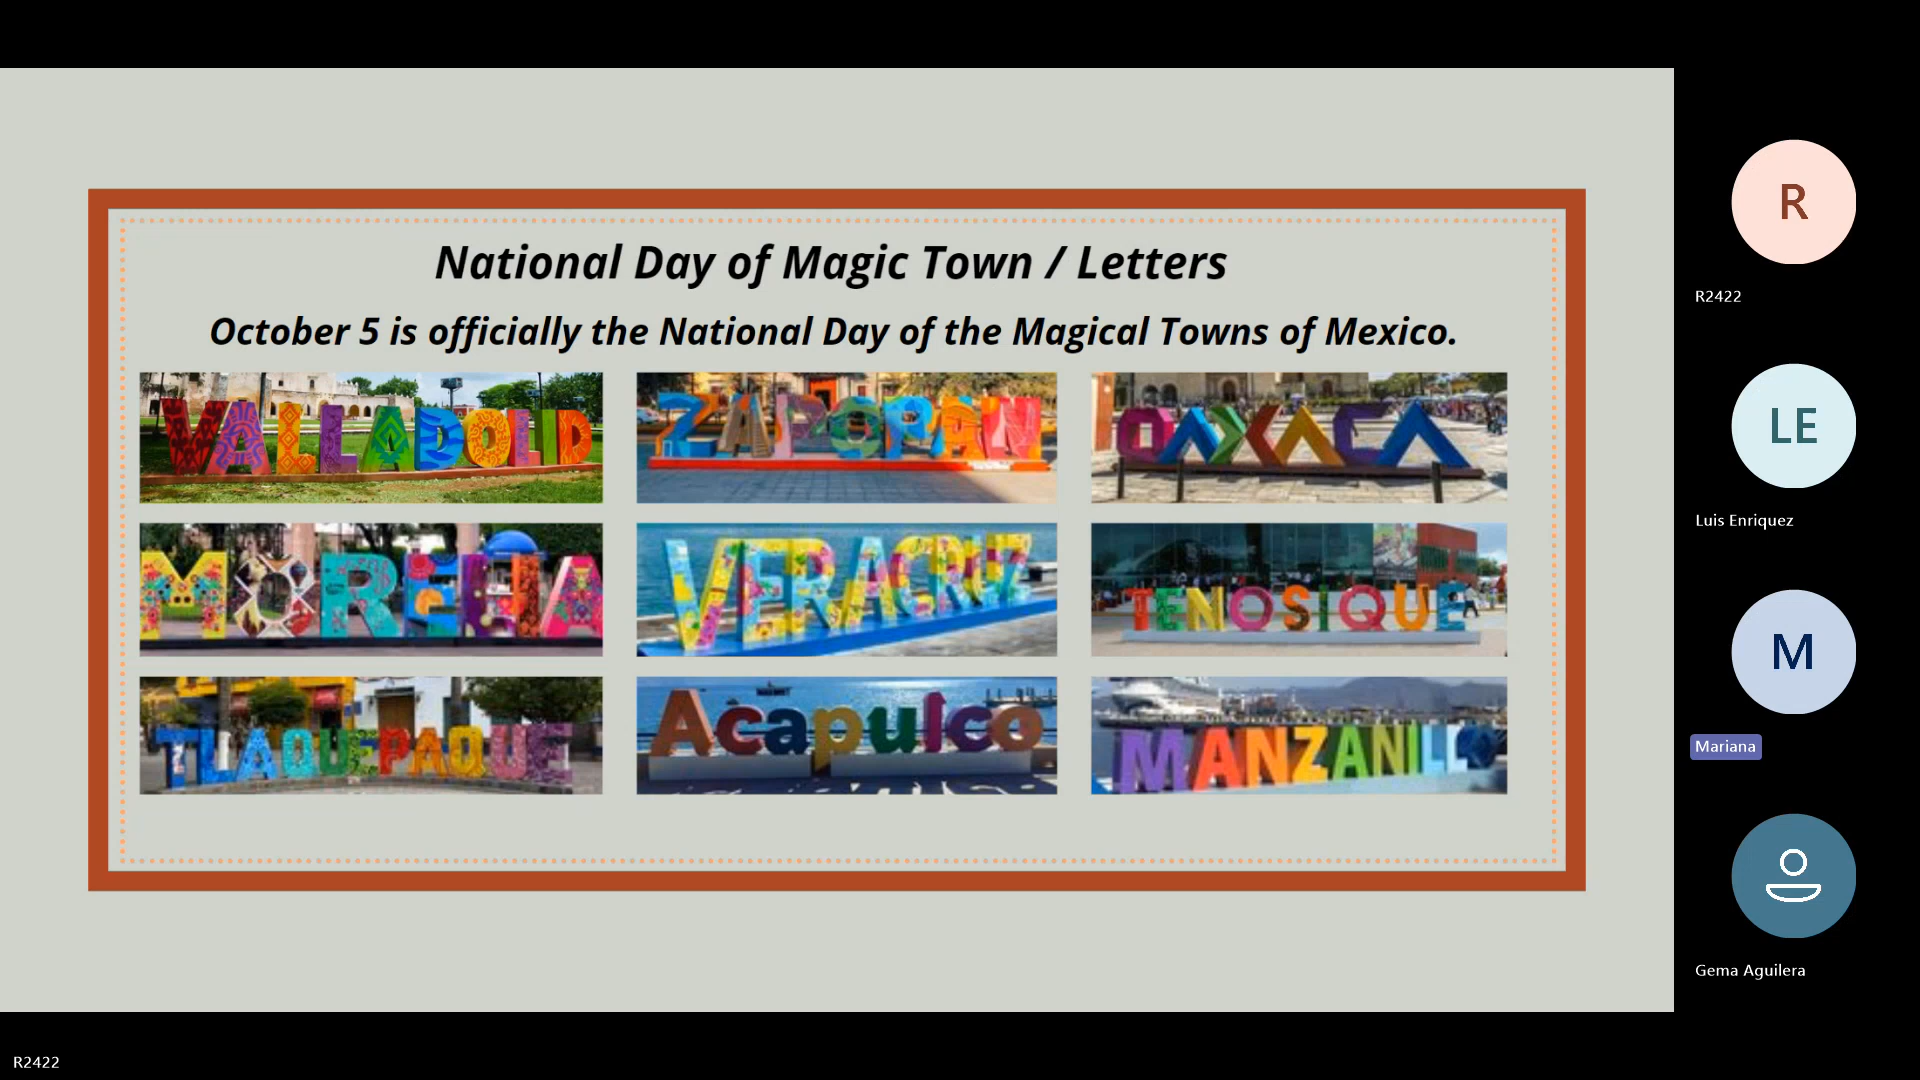 National Day of Magic Town / Letters
October 5 is officially the National Day of the Magical Towns of Mexico.
VALLADOLID
ZAPOPAN
OAXACA
MORELIA
VERACRUZ
TENOSIQUE
TLAQUEPAQUE
Acapulco
MANZANILLO
R
R2422
LE
Luis Enriquez
M
Mariana
Gema Aguilera
R2422